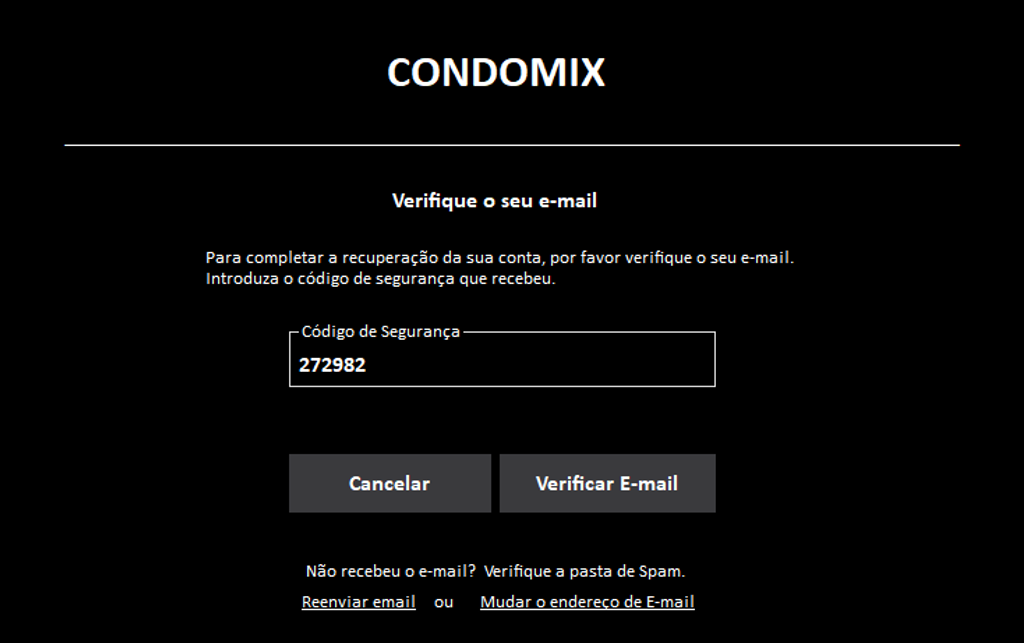 CONDOMIX
Verifique o seu e-mail
Para completar a recuperação da sua conta, por favor verifique o seu e-mail.
Introduza o código de segurança que recebeu.
Código de Segurança
272982
Cancelar Verificar E-mail
Não recebeu o e-mail? Verifique a pasta de Spam.
Reenviar email ou Mudar o endereço de E-mail